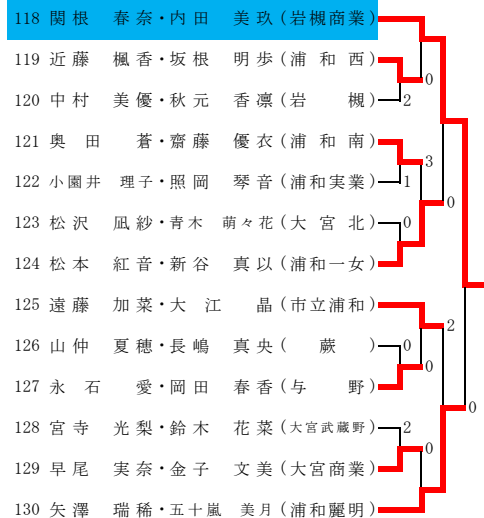 118 関根 春奈・内田 美玖(岩槻商業)
119 近藤 楓香・坂根 明歩(浦和西) 0
120 中村 美優・秋元 香凛(岩槻) 2
121 奥田 蒼・齋藤 優衣(浦和南) 3
122 小園井 理子・照岡 琴音(浦和実業) 1
123 松沢 凪紗・青木 萌々花(大宮北) 0 0
124 松本 紅音・新谷 真以(浦和一女)
125 遠藤 加菜・大江 晶(市立浦和) 2
126 山仲 夏穂・長嶋 真央(蕨) 0
127 永石 愛・岡田 春香(与野) 0
128 宮寺 光梨・鈴木 花菜(大宮武蔵野) 2 0 0
129 早尾 実奈・金子 文美(大宮商業)
130 矢澤 瑞稀・五十嵐 美月(浦和麗明)